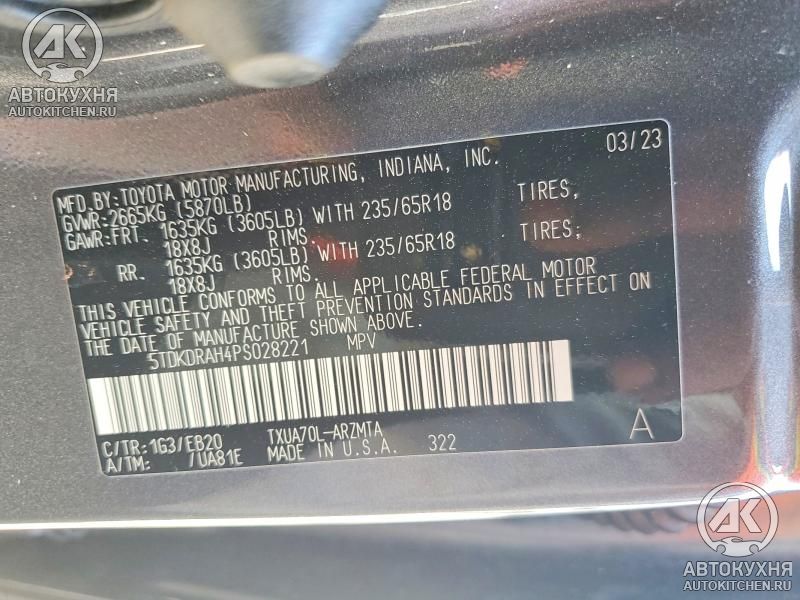 АК
АВТОКУХНЯ
AUTOKITCHEN.RU
03/23
MFD.BY:TOYOTA MOTOR MANUFACTURING, INDIANA, INC.
GVWR-2665KG (5870LB)
GAWR:FRT. 1635KG (3605LB) WITH 235/65R18 TIRES,
18X8J RIMS.
RR. 1635KG (3605LB) WITH 235/65R18 TIRES;
18X8J RIMS.
THIS VEHICLE CONFORMS TO ALL APPLICABLE FEDERAL MOTOR
VEHICLE SAFETY AND THEFT PREVENTION STANDARDS IN EFFECT ON
THE DATE OF MANUFACTURE SHOWN ABOVE.
5TDKDRAH4PS028221 MPV
C/TR:1G3/EB20 TXUA70L-ARZMTA
A/TM: /UA81E MADE IN U.S.A. 322 A
АК
АВТОКУХНЯ
AUTOKITCHEN.RU